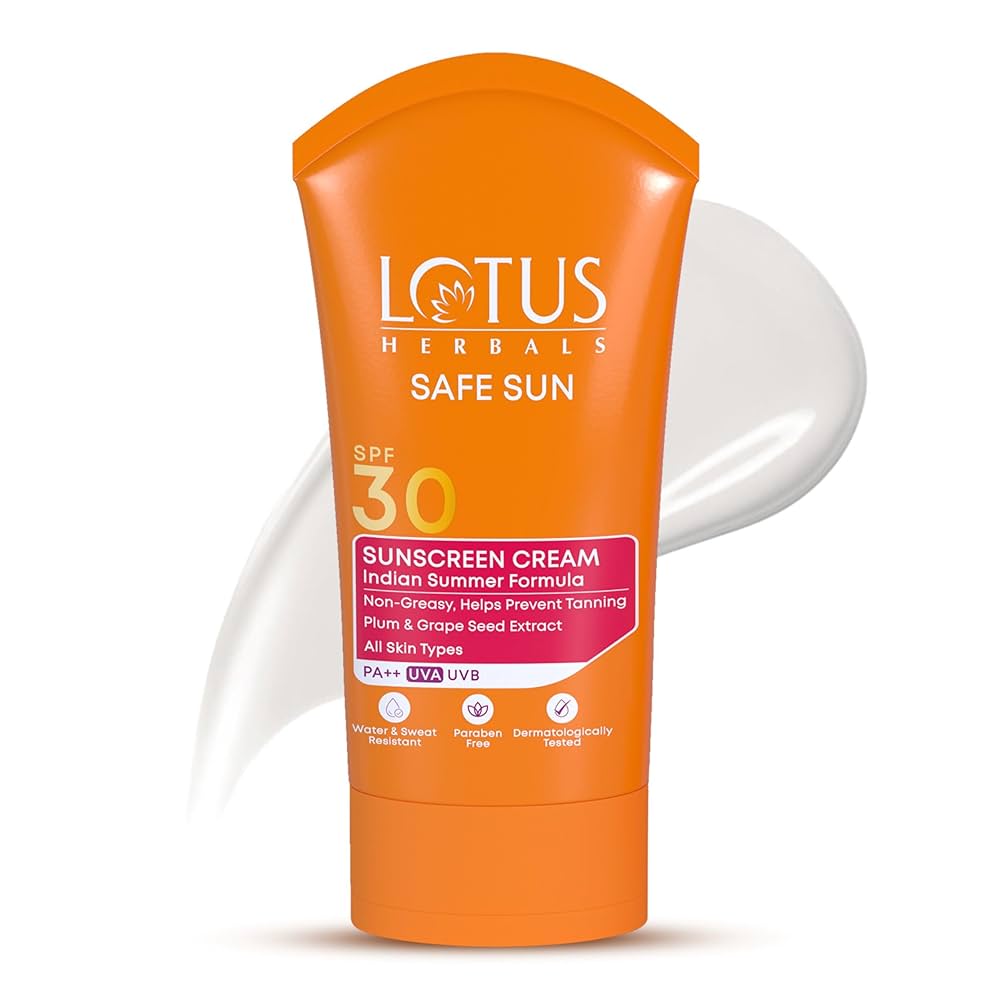 LOTUS
HERBALS
SAFE SUN
SPF
30
SUNSCREEN CREAM
Indian Summer Formula
Non-Greasy, Helps Prevent Tanning
Plum & Grape Seed Extract
All Skin Types
PA++ UVA UVB
Water & Sweat
Resistant
Paraben
Free
Dermatologically
Tested